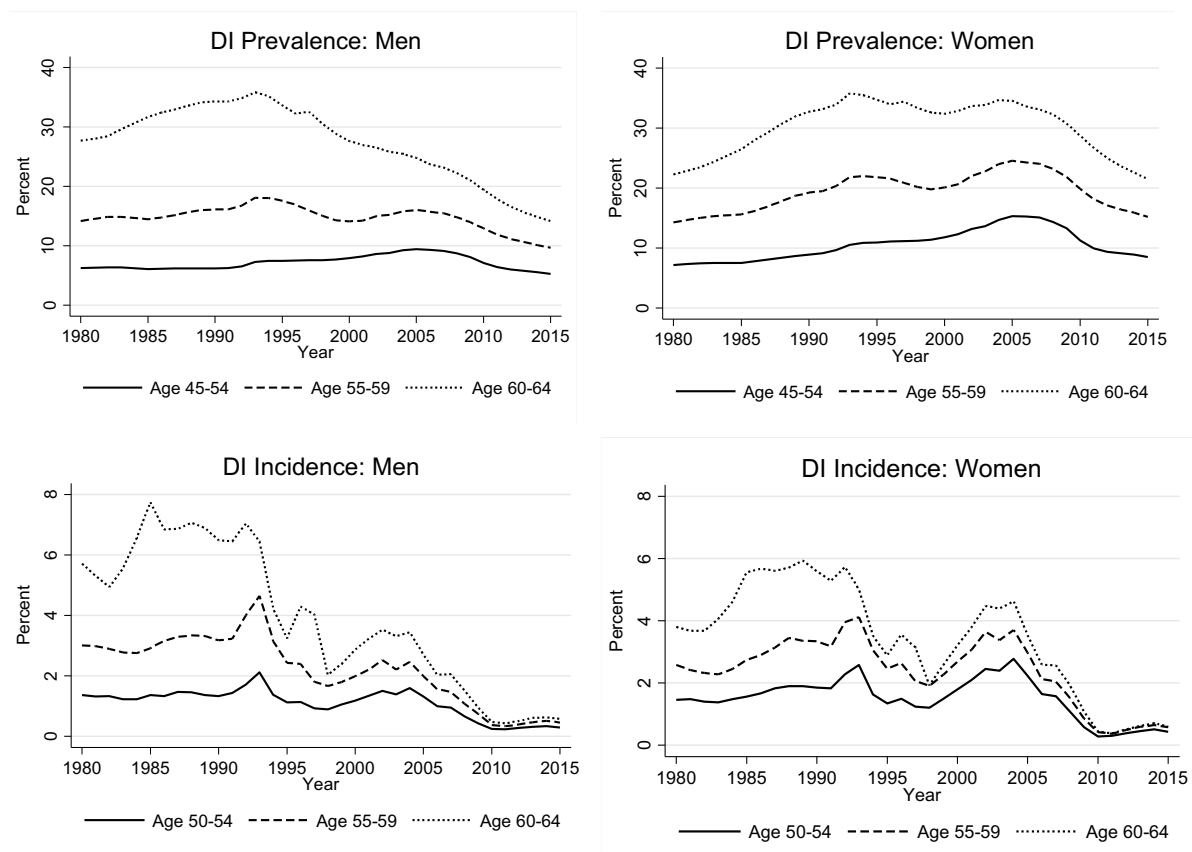 DI Prevalence: Men
Percent
40
30
20
10
0
1980 1985 1990 1995 2000 2005 2010 2015
Year
Age 45-54 Age 55-59 Age 60-64
DI Prevalence: Women
Percent
40
30
20
10
0
1980 1985 1990 1995 2000 2005 2010 2015
Year
Age 45-54 Age 55-59 Age 60-64
DI Incidence: Men
Percent
8
6
4
2
0
1980 1985 1990 1995 2000 2005 2010 2015
Year
Age 50-54 Age 55-59 Age 60-64
DI Incidence: Women
Percent
8
6
4
2
0
1980 1985 1990 1995 2000 2005 2010 2015
Year
Age 50-54 Age 55-59 Age 60-64